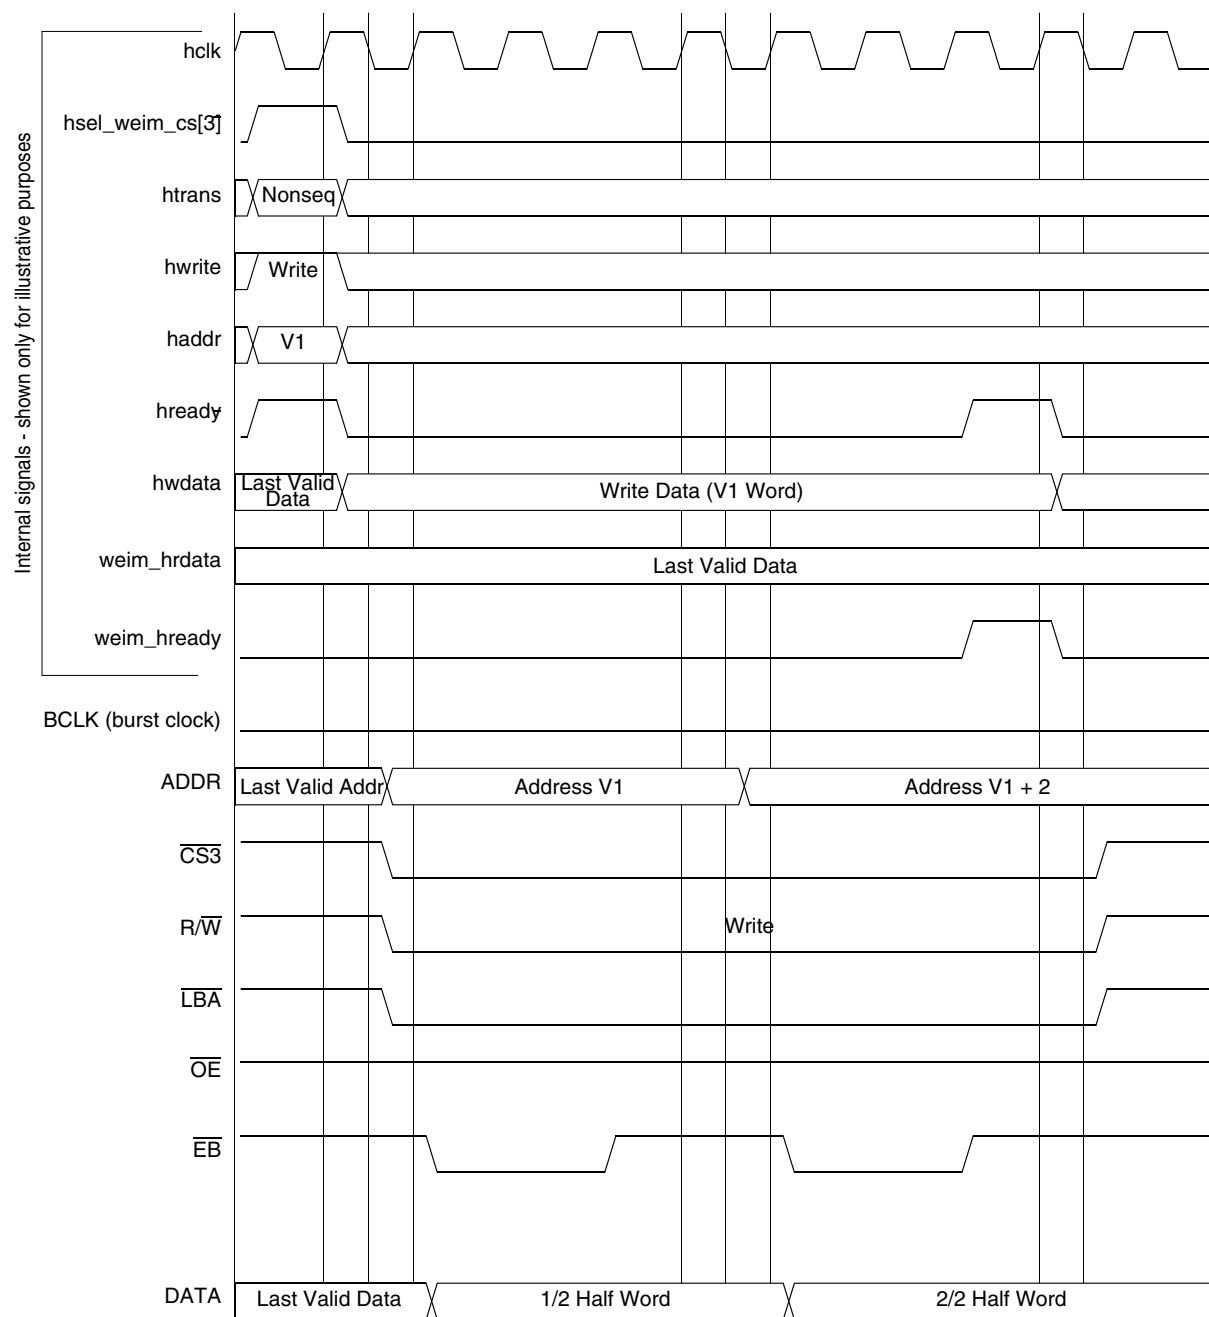 Internal signals - shown only for illustrative purposes
hclk
hsel_weim_cs[3]
htrans
Nonseq
hwrite
Write
haddr
V1
hready
hwdata
Last Valid
Data
Write Data (V1 Word)
weim_hrdata
Last Valid Data
weim_hready
BCLK (burst clock)
ADDR
Last Valid Addr
Address V1
Address V1 + 2
CS3
R/W
Write
LBA
OE
EB
DATA
Last Valid Data
1/2 Half Word
2/2 Half Word